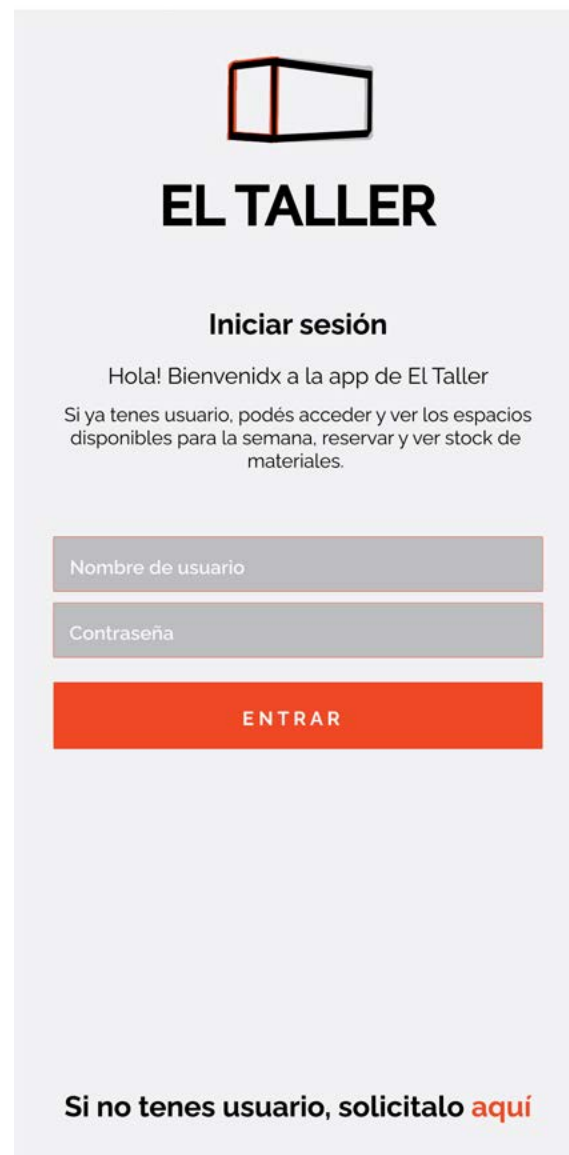 EL TALLER
Iniciar sesión
Hola! Bienvenidx a la app de El Taller
Si ya tenes usuario, podés acceder y ver los espacios
disponibles para la semana, reservar y ver stock de
materiales.
Nombre de usuario
Contraseña
ENTRAR
Si no tenes usuario, solicitalo aquí